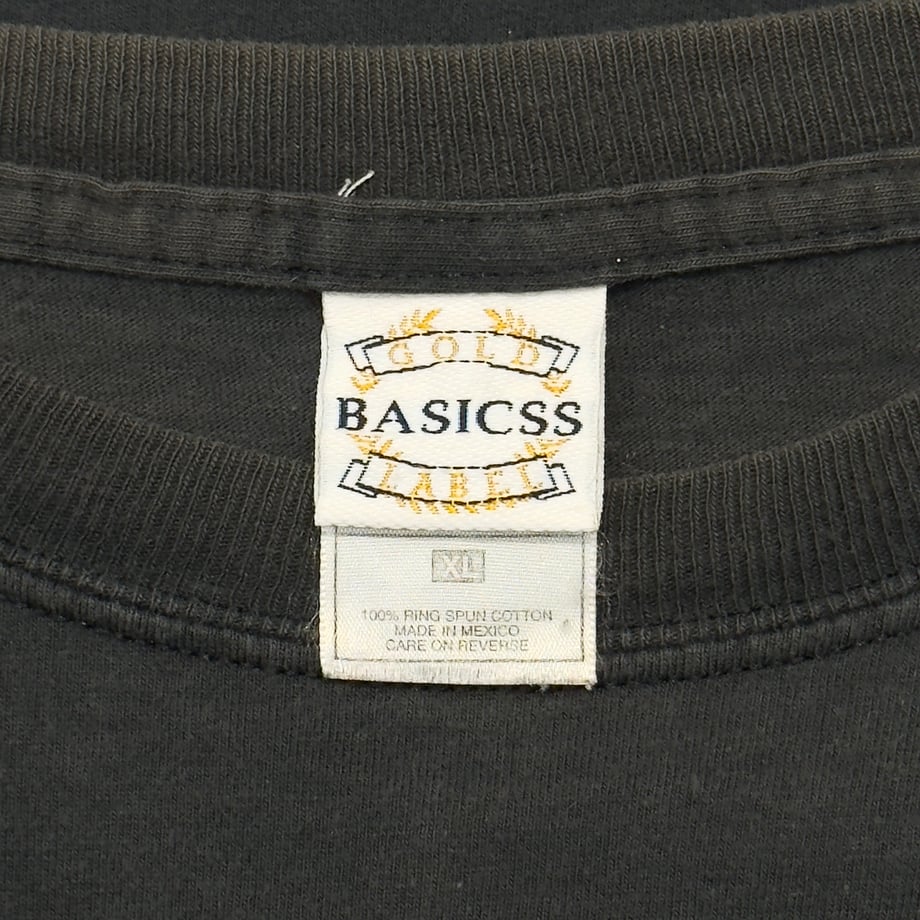 GOLD
BASICSS
LABEL
XL
100% RING SPUN COTTON
MADE IN MEXICO
CARE ON REVERSE